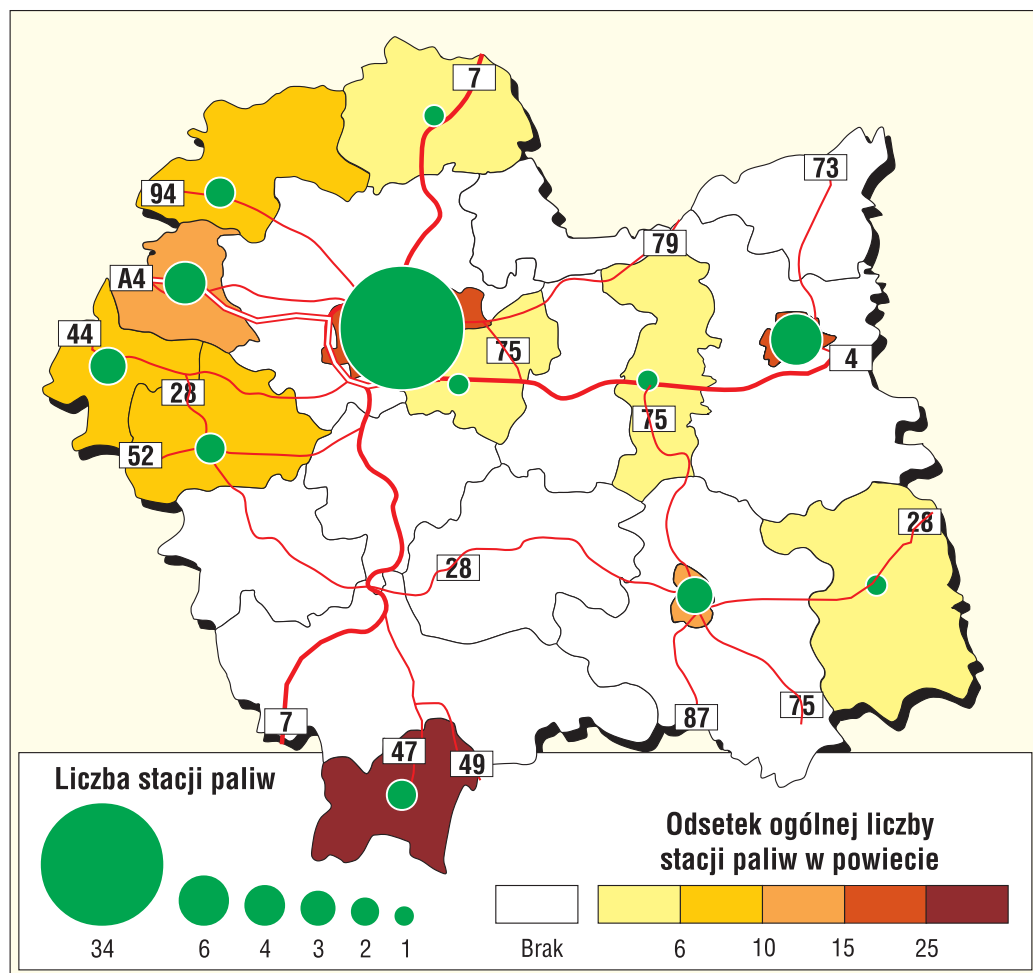 7
73
94
79
A4
44
75
4
28
75
52
28
28
7
87
75
47
49
Liczba stacji paliw
34 6 4 3 2 1
Odsetek ogólnej liczby
stacji paliw w powiecie
Brak 6 10 15 25